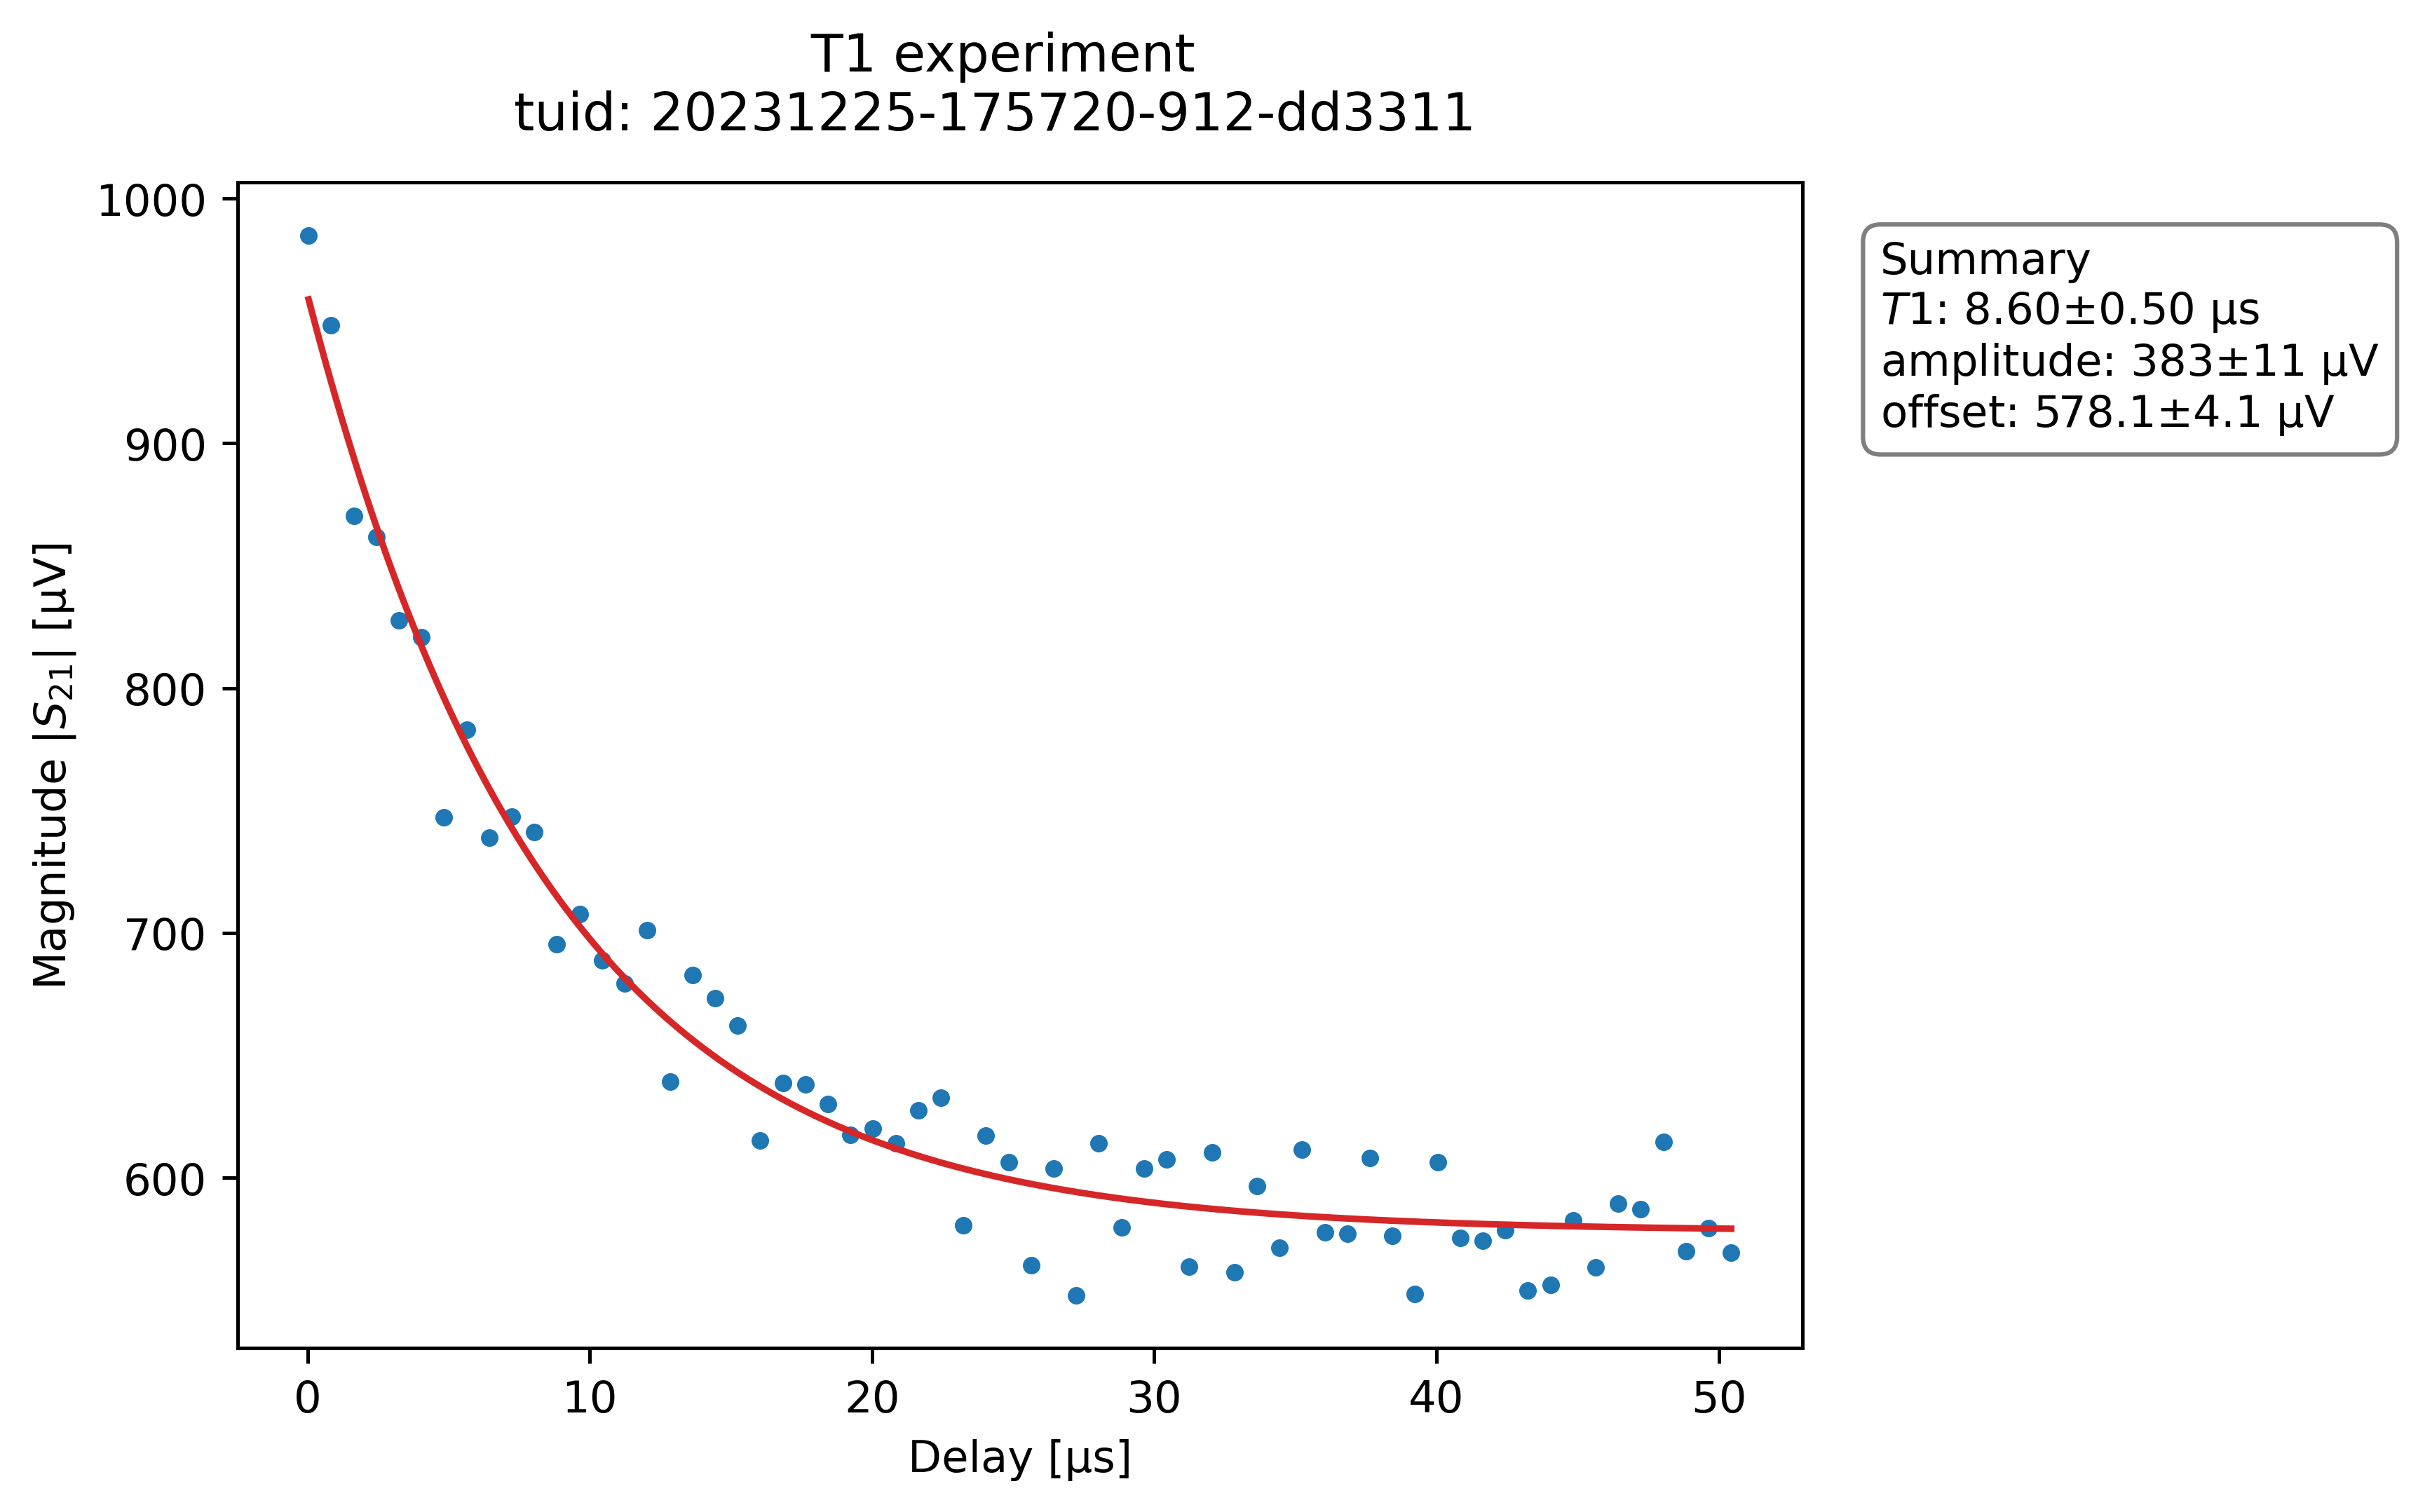 T1 experiment
tuid: 20231225-175720-912-dd3311
1000
900
800
700
600
Magnitude |S21| [µV]
0 10 20 30 40 50
Delay [µs]
Summary
T1: 8.60±0.50 µs
amplitude: 383±11 µV
offset: 578.1±4.1 µV